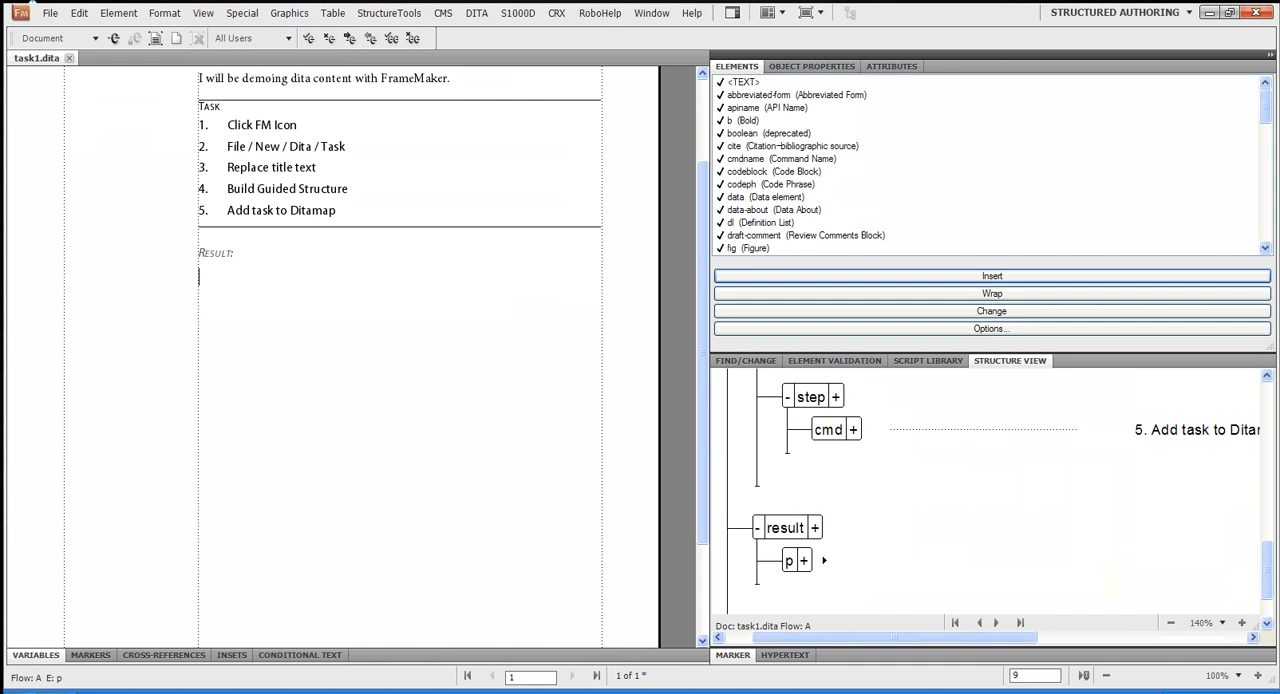 Fm File Edit Element Format View Special Graphics Table StructureTools CMS DITA S1000D CRX RoboHelp Window Help STRUCTURED AUTHORING
Document All Users
task1.dita
I will be demoing dita content with FrameMaker.
TASK
1. Click FM Icon
2. File / New / Dita / Task
3. Replace title text
4. Build Guided Structure
5. Add task to Ditamap
RESULT:
ELEMENTS OBJECT PROPERTIES ATTRIBUTES
<TEXT>
abbreviated-form (Abbreviated Form)
apiname (API Name)
b (Bold)
boolean (deprecated)
cite (Citation-bibliographic source)
cmdname (Command Name)
codeblock (Code Block)
codeph (Code Phrase)
data (Data element)
data-about (Data About)
dl (Definition List)
draft-comment (Review Comments Block)
fig (Figure)
Insert
Wrap
Change
Options...
FIND/CHANGE ELEMENT VALIDATION SCRIPT LIBRARY STRUCTURE VIEW
- step +
cmd + 5. Add task to Ditar
- result +
p +
Doc: task1.dita Flow: A 140%
VARIABLES MARKERS CROSS-REFERENCES INSETS CONDITIONAL TEXT MARKER HYPERTEXT
Flow: A E: p 1 1 of 1 * 9 100%